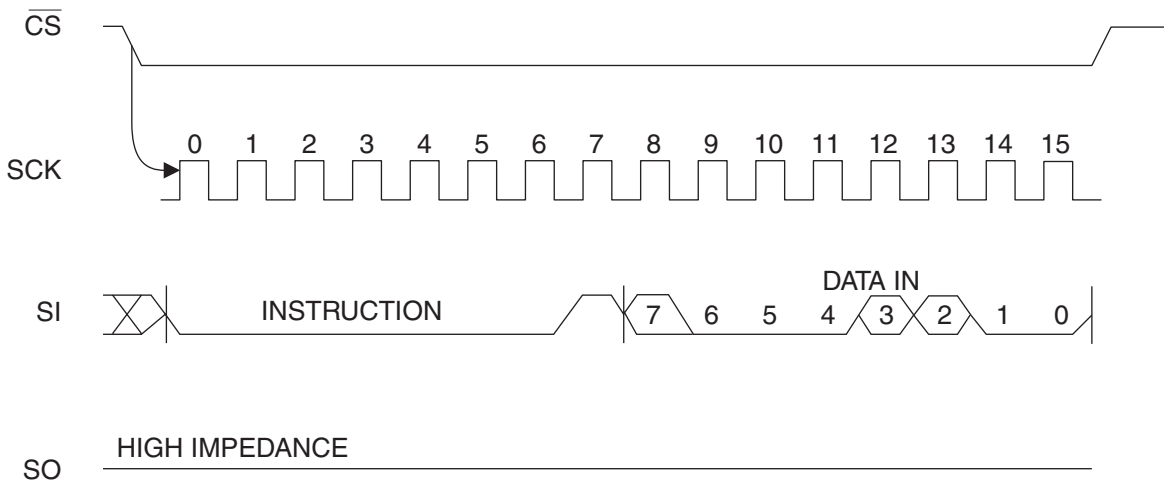 CS
0 1 2 3 4 5 6 7 8 9 10 11 12 13 14 15
SCK
DATA IN
SI INSTRUCTION 7 6 5 4 3 2 1 0
HIGH IMPEDANCE
SO